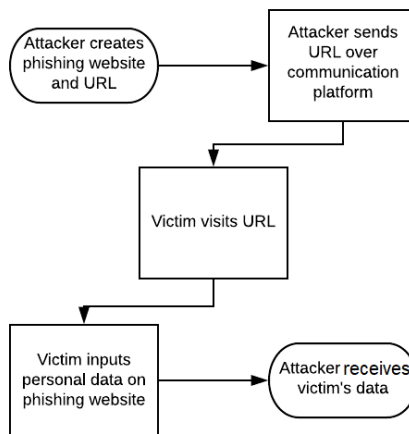 Attacker creates
phishing website
and URL
Attacker sends
URL over
communication
platform
Victim visits URL
Victim inputs
personal data on
phishing website
Attacker receives
victim's data